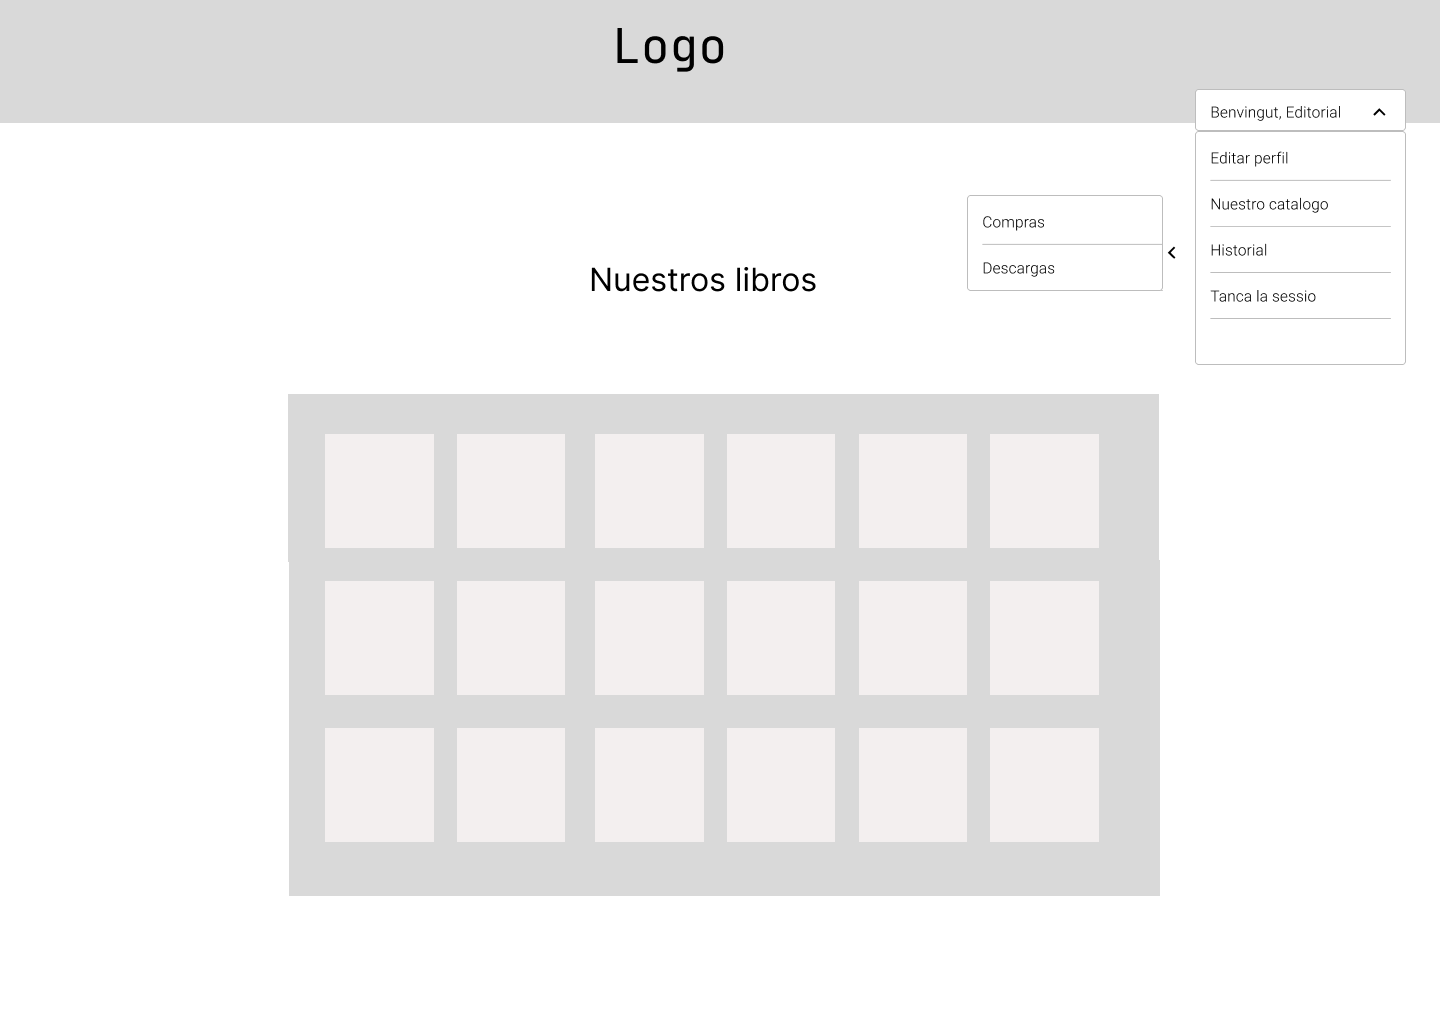 Logo
Benvingut, Editorial
Editar perfil
Nuestro catalogo
Historial
Tanca la sessio
Compras
Descargas
Nuestros libros